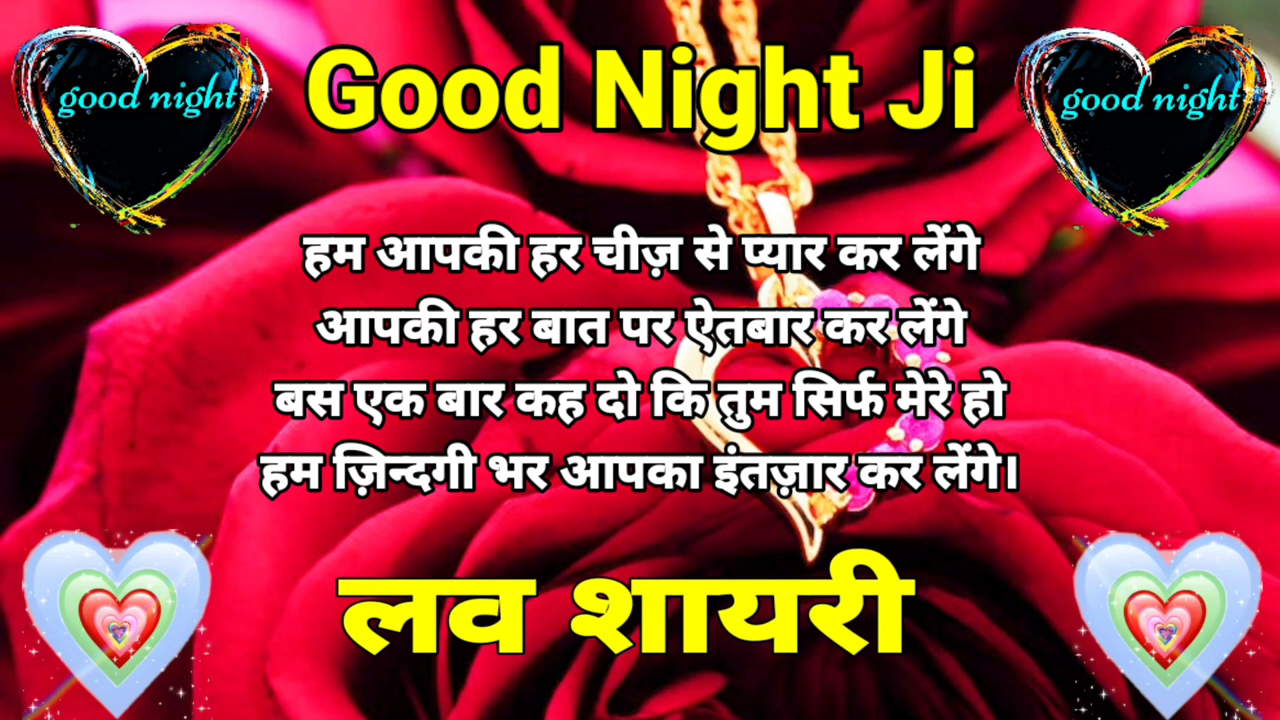 good night
Good Night Ji
good night
हम आपकी हर चीज़ से प्यार कर लेंगे
आपकी हर बात पर ऐतबार कर लेंगे
बस एक बार कह दो कि तुम सिर्फ मेरे हो
हम ज़िन्दगी भर आपका इंतज़ार कर लेंगे।
लव शायरी